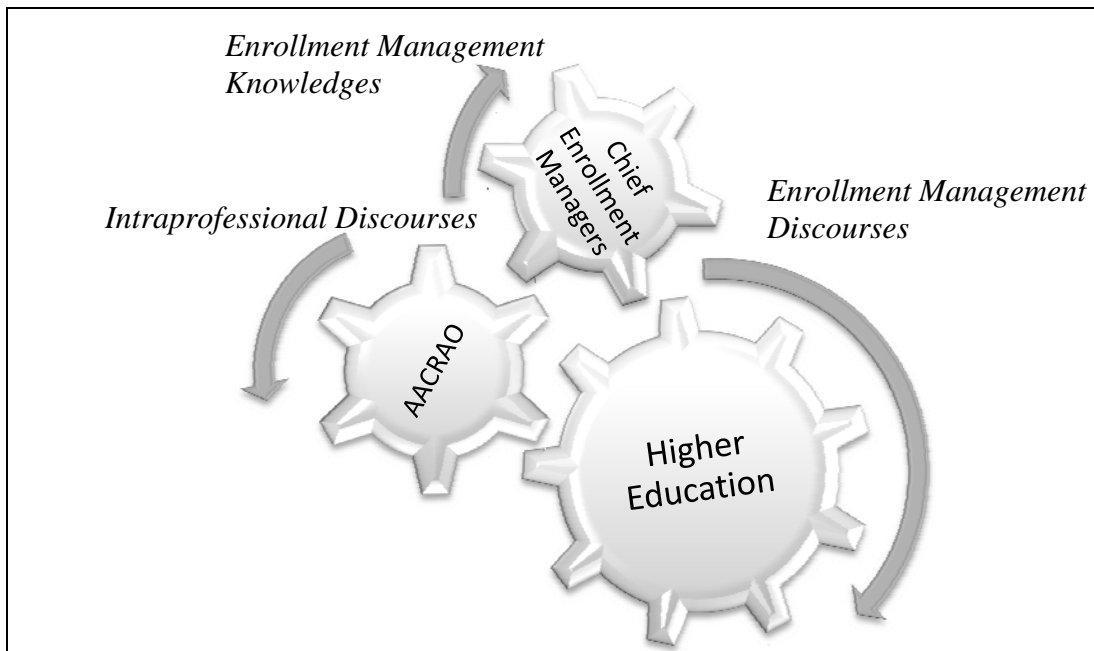 Enrollment Management
Knowledges
Chief
Enrollment
Managers
Intraprofessional Discourses
Enrollment Management
Discourses
AACRAO
Higher
Education